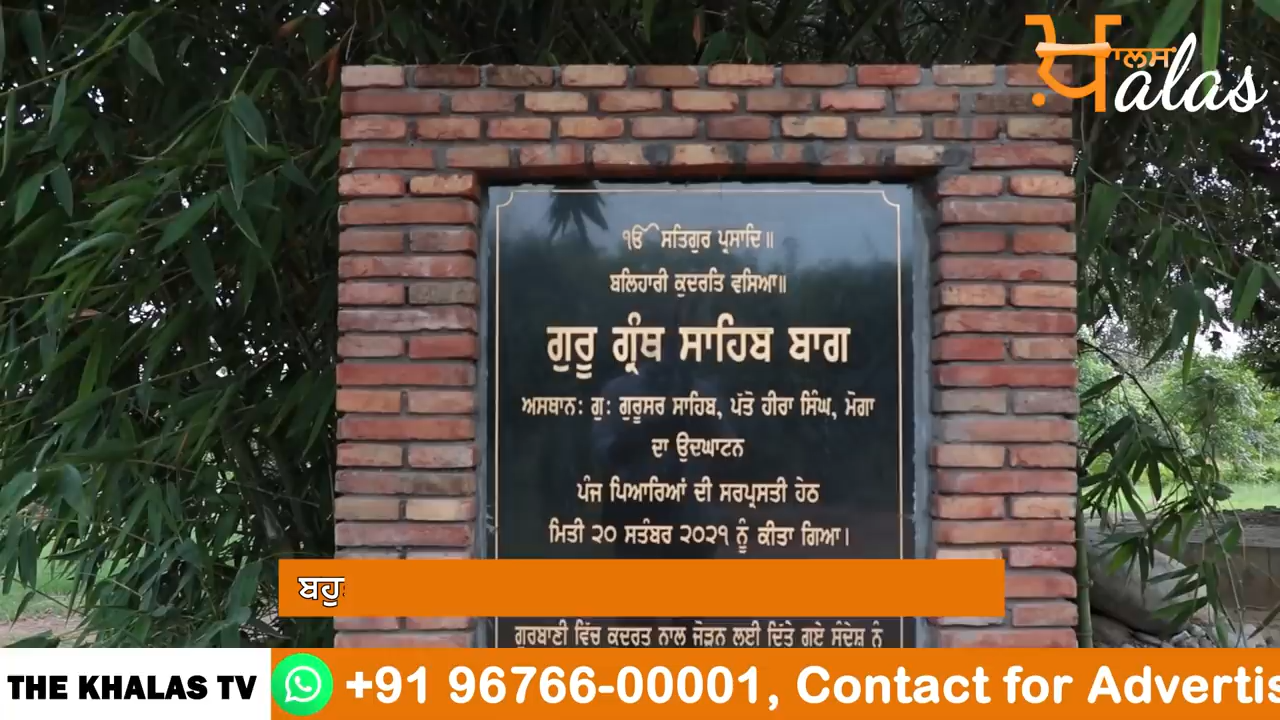 ਖ਼ਾਲਸ alas
ੴ ਸਤਿਗੁਰ ਪ੍ਰਸਾਦਿ॥
ਬਲਿਹਾਰੀ ਕੁਦਰਤਿ ਵਸਿਆ॥
ਗੁਰੂ ਗ੍ਰੰਥ ਸਾਹਿਬ ਬਾਗ
ਅਸਥਾਨ: ਗੁ: ਗੁਰੂਸਰ ਸਾਹਿਬ, ਪੱਤੋ ਹੀਰਾ ਸਿੰਘ, ਮੋਗਾ
ਦਾ ਉਦਘਾਟਨ
ਪੰਜ ਪਿਆਰਿਆਂ ਦੀ ਸਰਪ੍ਰਸਤੀ ਹੇਠ
ਮਿਤੀ ੨੦ ਸਤੰਬਰ ੨੦੨੧ ਨੂੰ ਕੀਤਾ ਗਿਆ।
ਬਹੁ
ਗੁਰਬਾਣੀ ਵਿੱਚ ਕੁਦਰਤ ਨਾਲ ਜੋੜਨ ਲਈ ਦਿੱਤੇ ਗਏ ਸੰਦੇਸ਼ ਨੂੰ
THE KHALAS TV +91 96766-00001, Contact for Advertis